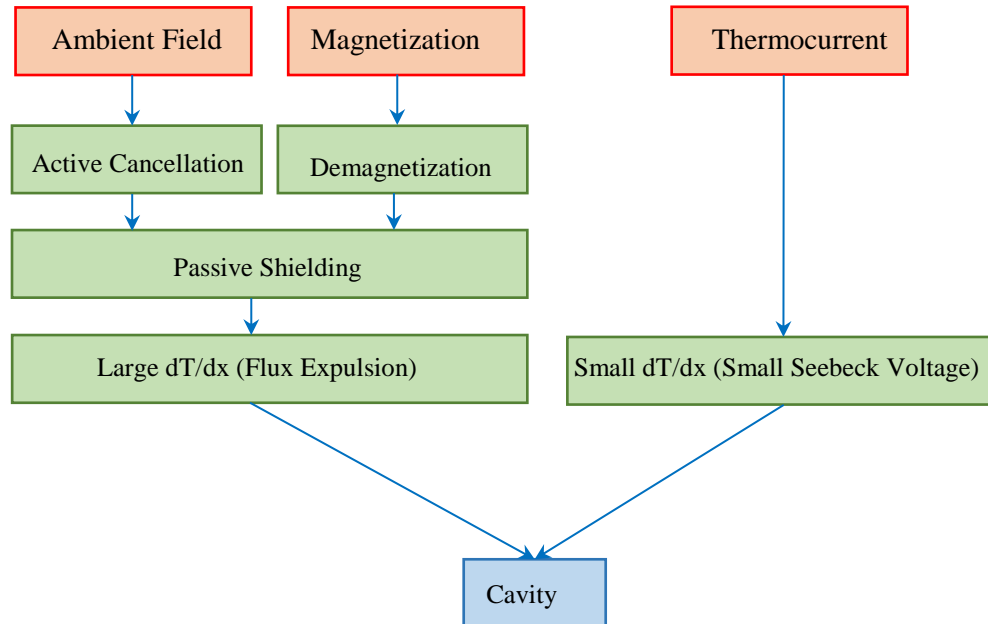 Ambient Field
Magnetization
Thermocurrent
Active Cancellation
Demagnetization
Passive Shielding
Large dT/dx (Flux Expulsion)
Small dT/dx (Small Seebeck Voltage)
Cavity